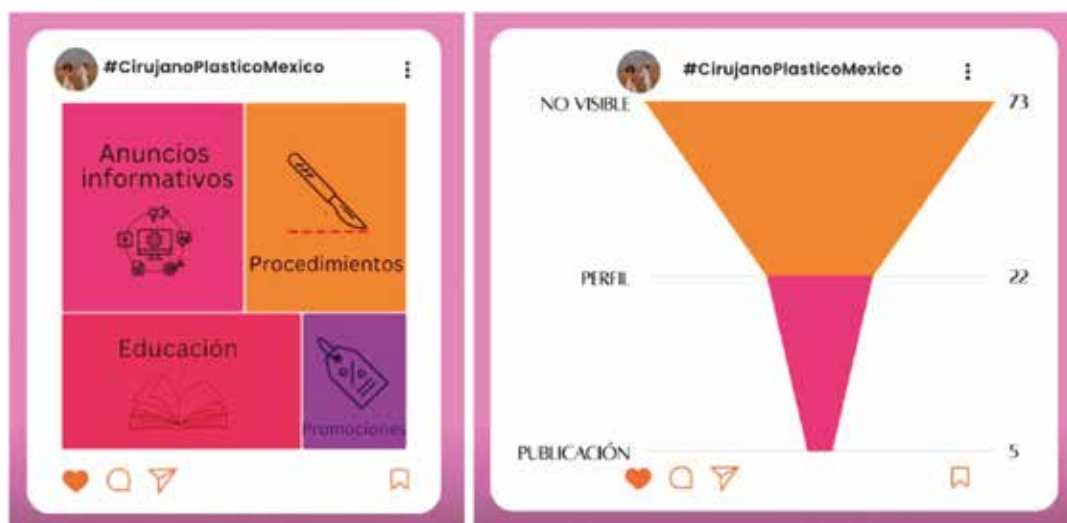 #CirujanoPlasticoMexico
Anuncios
informativos
Procedimientos
Educación
Promociones
#CirujanoPlasticoMexico
NO VISIBLE 73
PERFIL 22
PUBLICACIÓN 5